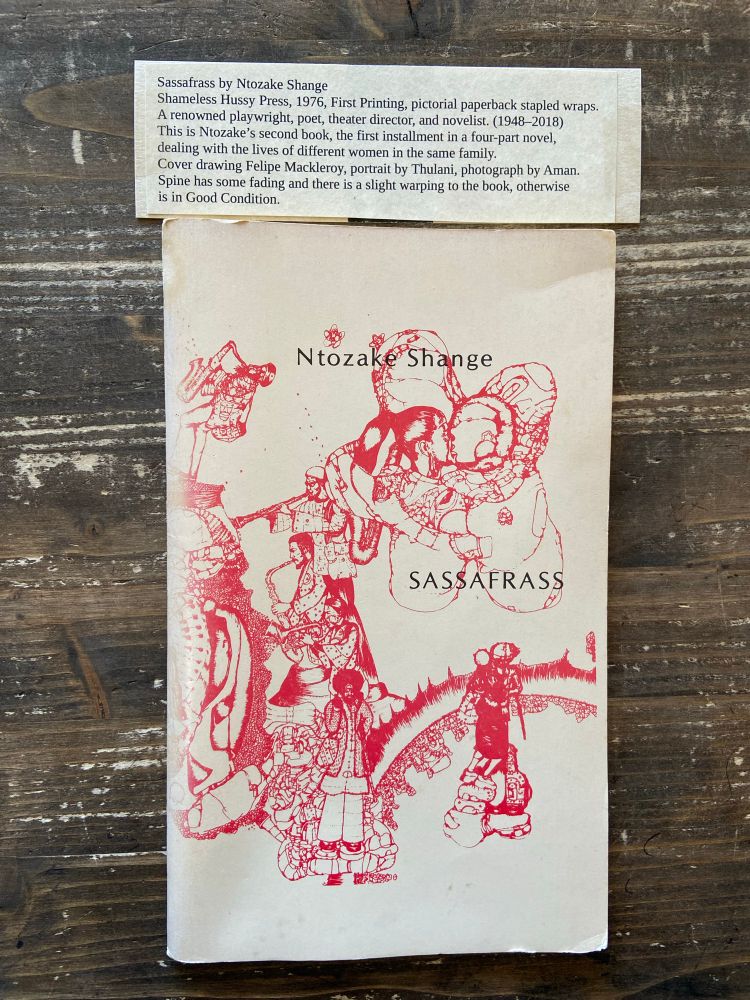 Sassafrass by Ntozake Shange
Shameless Hussy Press, 1976, First Printing, pictorial paperback stapled wraps.
A renowned playwright, poet, theater director, and novelist. (1948–2018)
This is Ntozake’s second book, the first installment in a four-part novel,
dealing with the lives of different women in the same family.
Cover drawing Felipe Mackleroy, portrait by Thulani, photograph by Aman.
Spine has some fading and there is a slight warping to the book, otherwise
is in Good Condition.
Ntozake Shange
SASSAFRASS